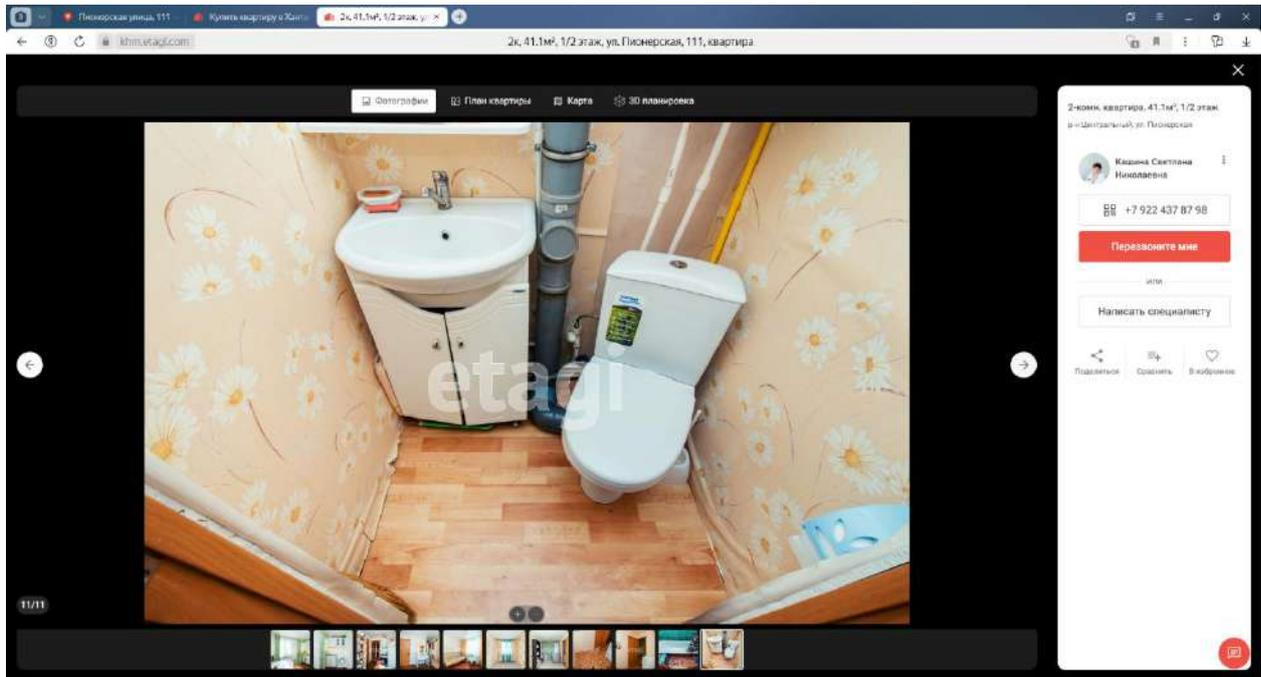 Пионерская улица, 111
Купить квартиру в Ханты
2к, 41.1м², 1/2 этаж, ул
khm.etagi.com
2к, 41.1м², 1/2 этаж, ул. Пионерская, 111, квартира
Фотографии
План квартиры
Карта
3D планировка
2-комн. квартира, 41.1м², 1/2 этаж
р-н Центральный, ул. Пионерская
Кашина Светлана
Николаевна
+7 922 437 87 98
Перезвоните мне
или
Написать специалисту
Поделиться
Сравнить
В избранное
etagi
11/11